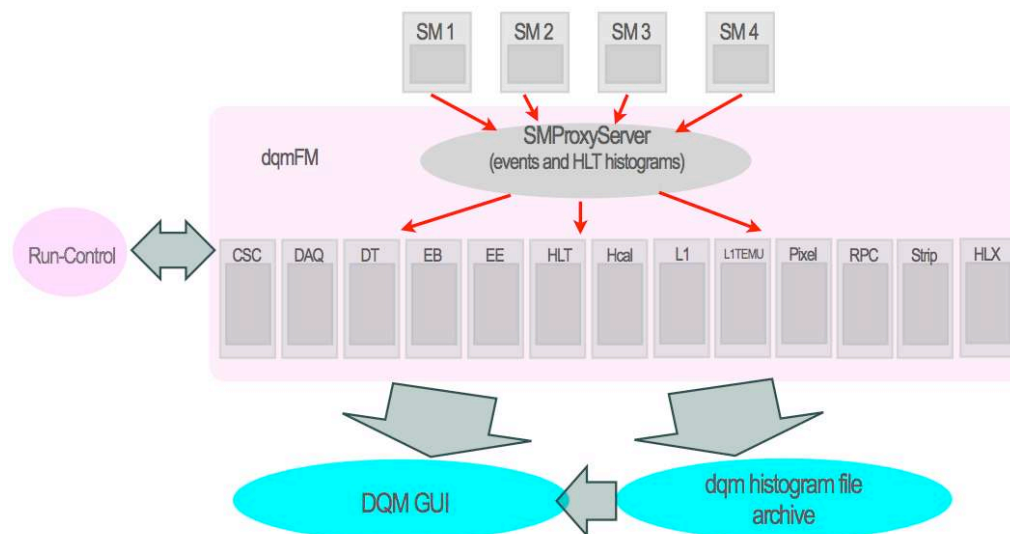 SM 1 SM 2 SM 3 SM 4
SMProxyServer
(events and HLT histograms)
dqmFM
Run-Control
CSC DAQ DT EB EE HLT Hcal L1 L1TEMU Pixel RPC Strip HLX
DQM GUI
dqm histogram file
archive